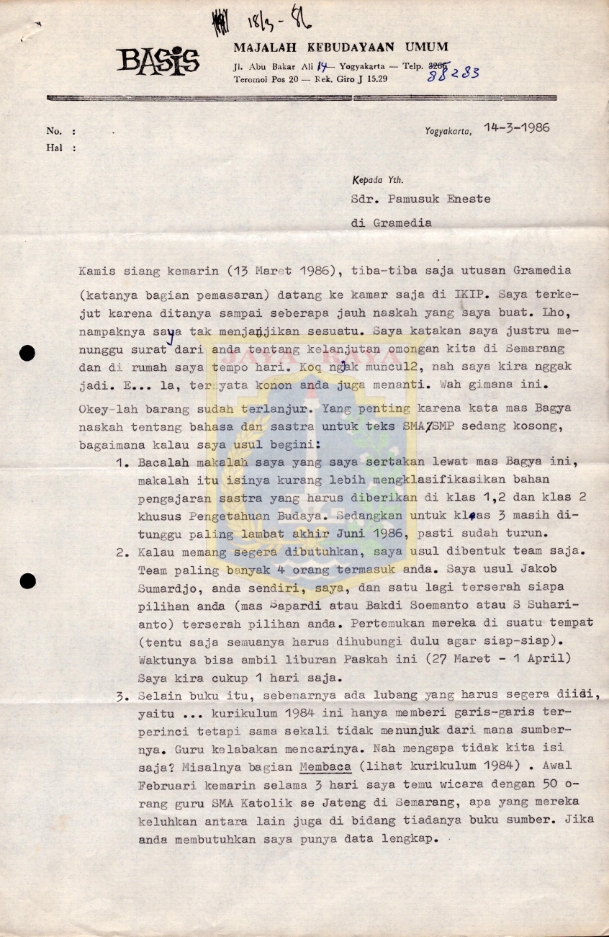 18/3-86
BASIS
MAJALAH KEBUDAYAAN UMUM
Jl. Abu Bakar Ali 14 — Yogyakarta — Telp. 88283
Teromol Pos 20 — Rek. Giro J 15.29
No. :
Hal :
Yogyakarta, 14-3-1986
Kepada Yth.
Sdr. Pamusuk Eneste
di Gramedia
Kamis siang kemarin (13 Maret 1986), tiba-tiba saja utusan Gramedia
(katanya bagian pemasaran) datang ke kamar saja di IKIP. Saya terke-
jut karena ditanya sampai seberapa jauh naskah yang saya buat. Lho,
nampaknya saya tak menjanjikan sesuatu. Saya katakan saya justru me-
nunggu surat dari anda tentang kelanjutan omongan kita di Semarang
dan di rumah saya tempo hari. Koq ngak muncul2, nah saya kira nggak
jadi. E... la, ternyata konon anda juga menanti. Wah gimana ini.
Okey-lah barang sudah terlanjur. Yang penting karena kata mas Bagya
naskah tentang bahasa dan sastra untuk teks SMA/SMP sedang kosong,
bagaimana kalau saya usul begini:
1. Bacalah makalah saya yang saya sertakan lewat mas Bagya ini,
makalah itu isinya kurang lebih mengklasifikasikan bahan
pengajaran sastra yang harus diberikan di klas 1,2 dan klas 2
khusus Pengetahuan Budaya. Sedangkan untuk klas 3 masih di-
tunggu paling lambat akhir Juni 1986, pasti sudah turun.
2. Kalau memang segera dibutuhkan, saya usul dibentuk team saja.
Team paling banyak 4 orang termasuk anda. Saya usul Jakob
Sumardjo, anda sendiri, saya, dan satu lagi terserah siapa
pilihan anda (mas Sapardi atau Bakdi Soemanto atau S Suhari-
anto) terserah pilihan anda. Pertemukan mereka di suatu tempat
(tentu saja semuanya harus dihubungi dulu agar siap-siap).
Waktunya bisa ambil liburan Paskah ini (27 Maret - 1 April)
Saya kira cukup 1 hari saja.
3. Selain buku itu, sebenarnya ada lubang yang harus segera diidi,
yaitu ... kurikulum 1984 ini hanya memberi garis-garis ter-
perinci tetapi sama sekali tidak menunjuk dari mana sumber-
nya. Guru kelabakan mencarinya. Nah mengapa tidak kita isi
saja? Misalnya bagian Membaca (lihat kurikulum 1984) . Awal
Februari kemarin selama 3 hari saya temu wicara dengan 50 o-
rang guru SMA Katolik se Jateng di Semarang, apa yang mereka
keluhkan antara lain juga di bidang tiadanya buku sumber. Jika
anda membutuhkan saya punya data lengkap.
JAYA RAYA